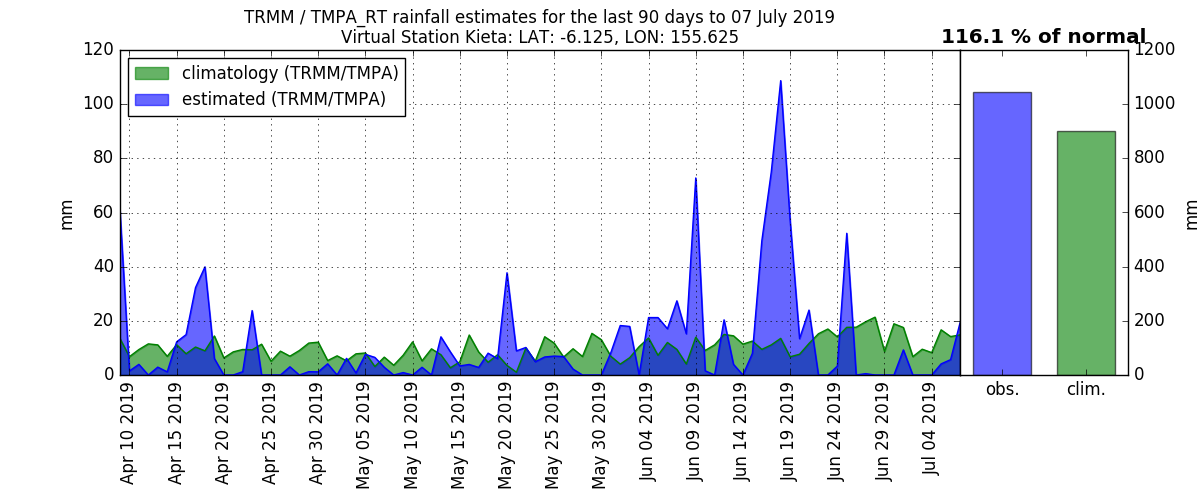 TRMM / TMPA_RT rainfall estimates for the last 90 days to 07 July 2019
Virtual Station Kieta: LAT: -6.125, LON: 155.625
116.1 % of normal
climatology (TRMM/TMPA)
estimated (TRMM/TMPA)
120
100
80
60
40
20
0
mm
1200
1000
800
600
400
200
0
mm
obs.
clim.
Apr 10 2019
Apr 15 2019
Apr 20 2019
Apr 25 2019
Apr 30 2019
May 05 2019
May 10 2019
May 15 2019
May 20 2019
May 25 2019
May 30 2019
Jun 04 2019
Jun 09 2019
Jun 14 2019
Jun 19 2019
Jun 24 2019
Jun 29 2019
Jul 04 2019